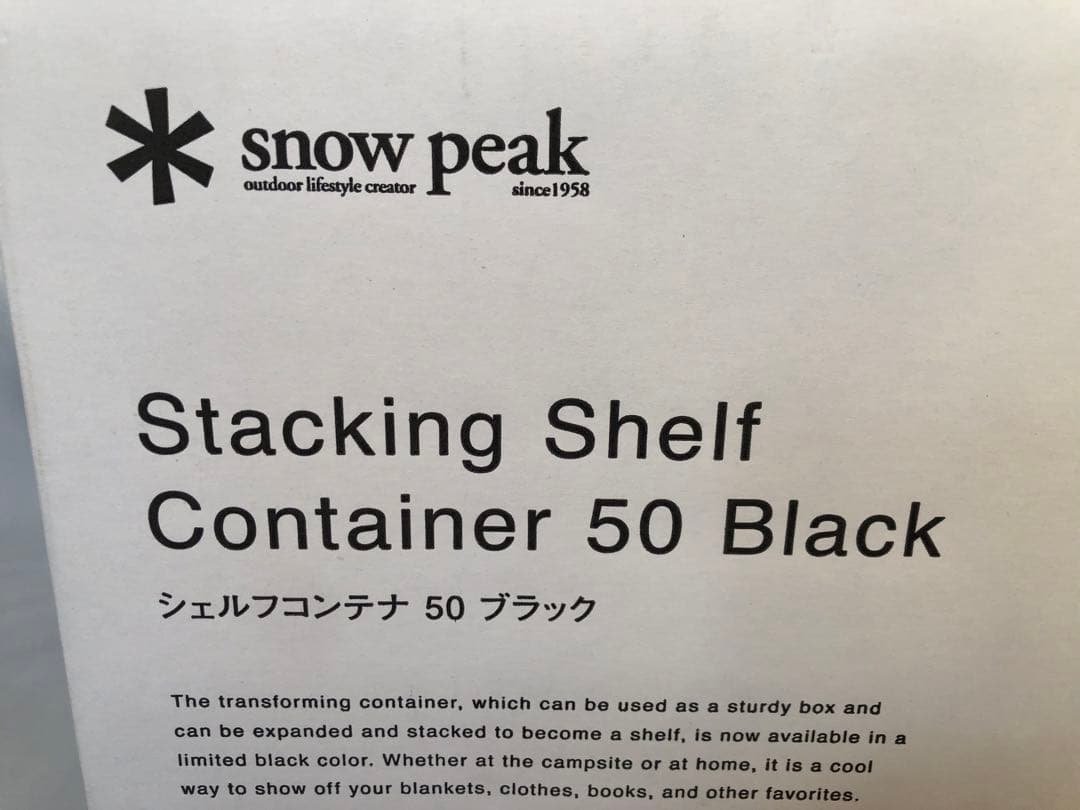 snow peak
outdoor lifestyle creator
since1958
Stacking Shelf
Container 50 Black
シェルフコンテナ 50 ブラック
The transforming container, which can be used as a sturdy box and
can be expanded and stacked to become a shelf, is now available in a
limited black color. Whether at the campsite or at home, it is a cool
way to show off your blankets, clothes, books, and other favorites.